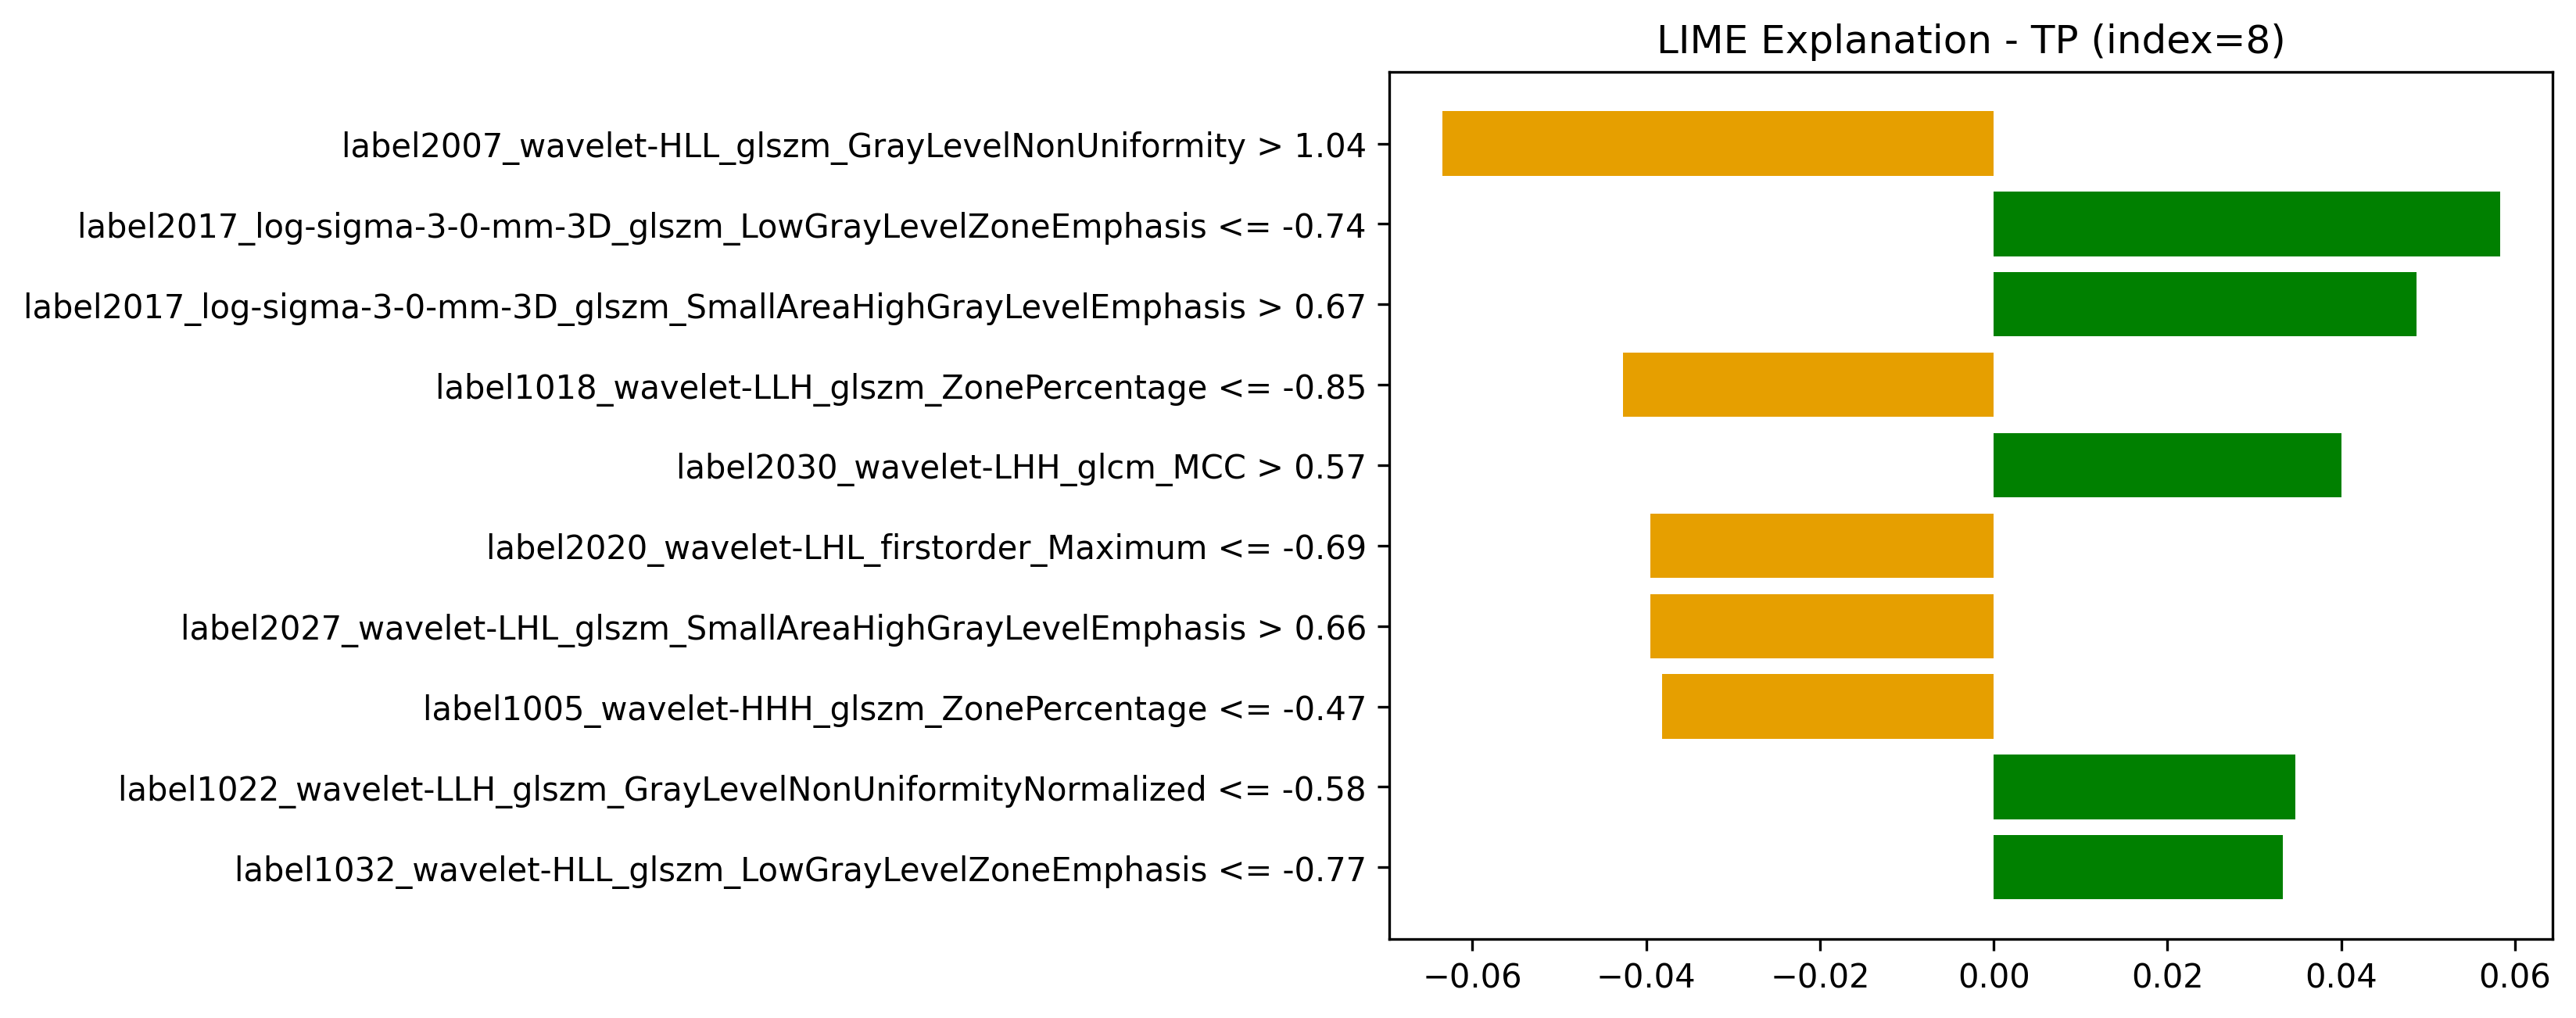 LIME Explanation - TP (index=8)
label2007_wavelet-HLL_glszm_GrayLevelNonUniformity > 1.04
label2017_log-sigma-3-0-mm-3D_glszm_LowGrayLevelZoneEmphasis <= -0.74
label2017_log-sigma-3-0-mm-3D_glszm_SmallAreaHighGrayLevelEmphasis > 0.67
label1018_wavelet-LLH_glszm_ZonePercentage <= -0.85
label2030_wavelet-LHH_glcm_MCC > 0.57
label2020_wavelet-LHL_firstorder_Maximum <= -0.69
label2027_wavelet-LHL_glszm_SmallAreaHighGrayLevelEmphasis > 0.66
label1005_wavelet-HHH_glszm_ZonePercentage <= -0.47
label1022_wavelet-LLH_glszm_GrayLevelNonUniformityNormalized <= -0.58
label1032_wavelet-HLL_glszm_LowGrayLevelZoneEmphasis <= -0.77
−0.06 −0.04 −0.02 0.00 0.02 0.04 0.06